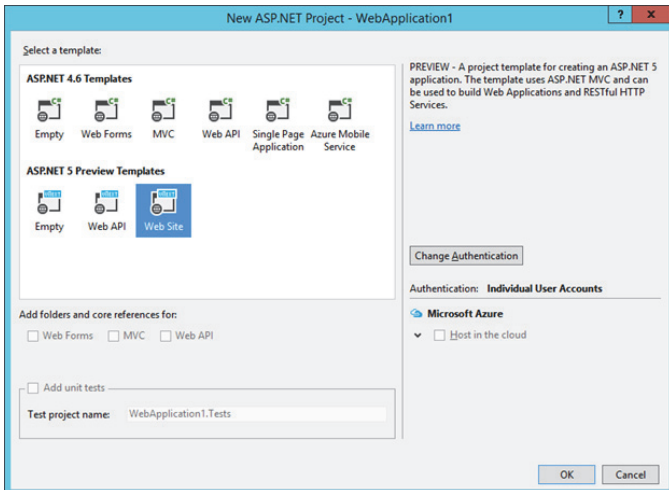 New ASP.NET Project - WebApplication1
?
x
Select a template:
ASP.NET 4.6 Templates
Empty
Web Forms
MVC
Web API
Single Page Application
Azure Mobile Service
ASP.NET 5 Preview Templates
Empty
Web API
Web Site
Add folders and core references for:
Web Forms
MVC
Web API
Add unit tests
Test project name: WebApplication1.Tests
PREVIEW - A project template for creating an ASP.NET 5
application. The template uses ASP.NET MVC and can
be used to build Web Applications and RESTful HTTP
Services.
Learn more
Change Authentication
Authentication: Individual User Accounts
Microsoft Azure
Host in the cloud
OK
Cancel